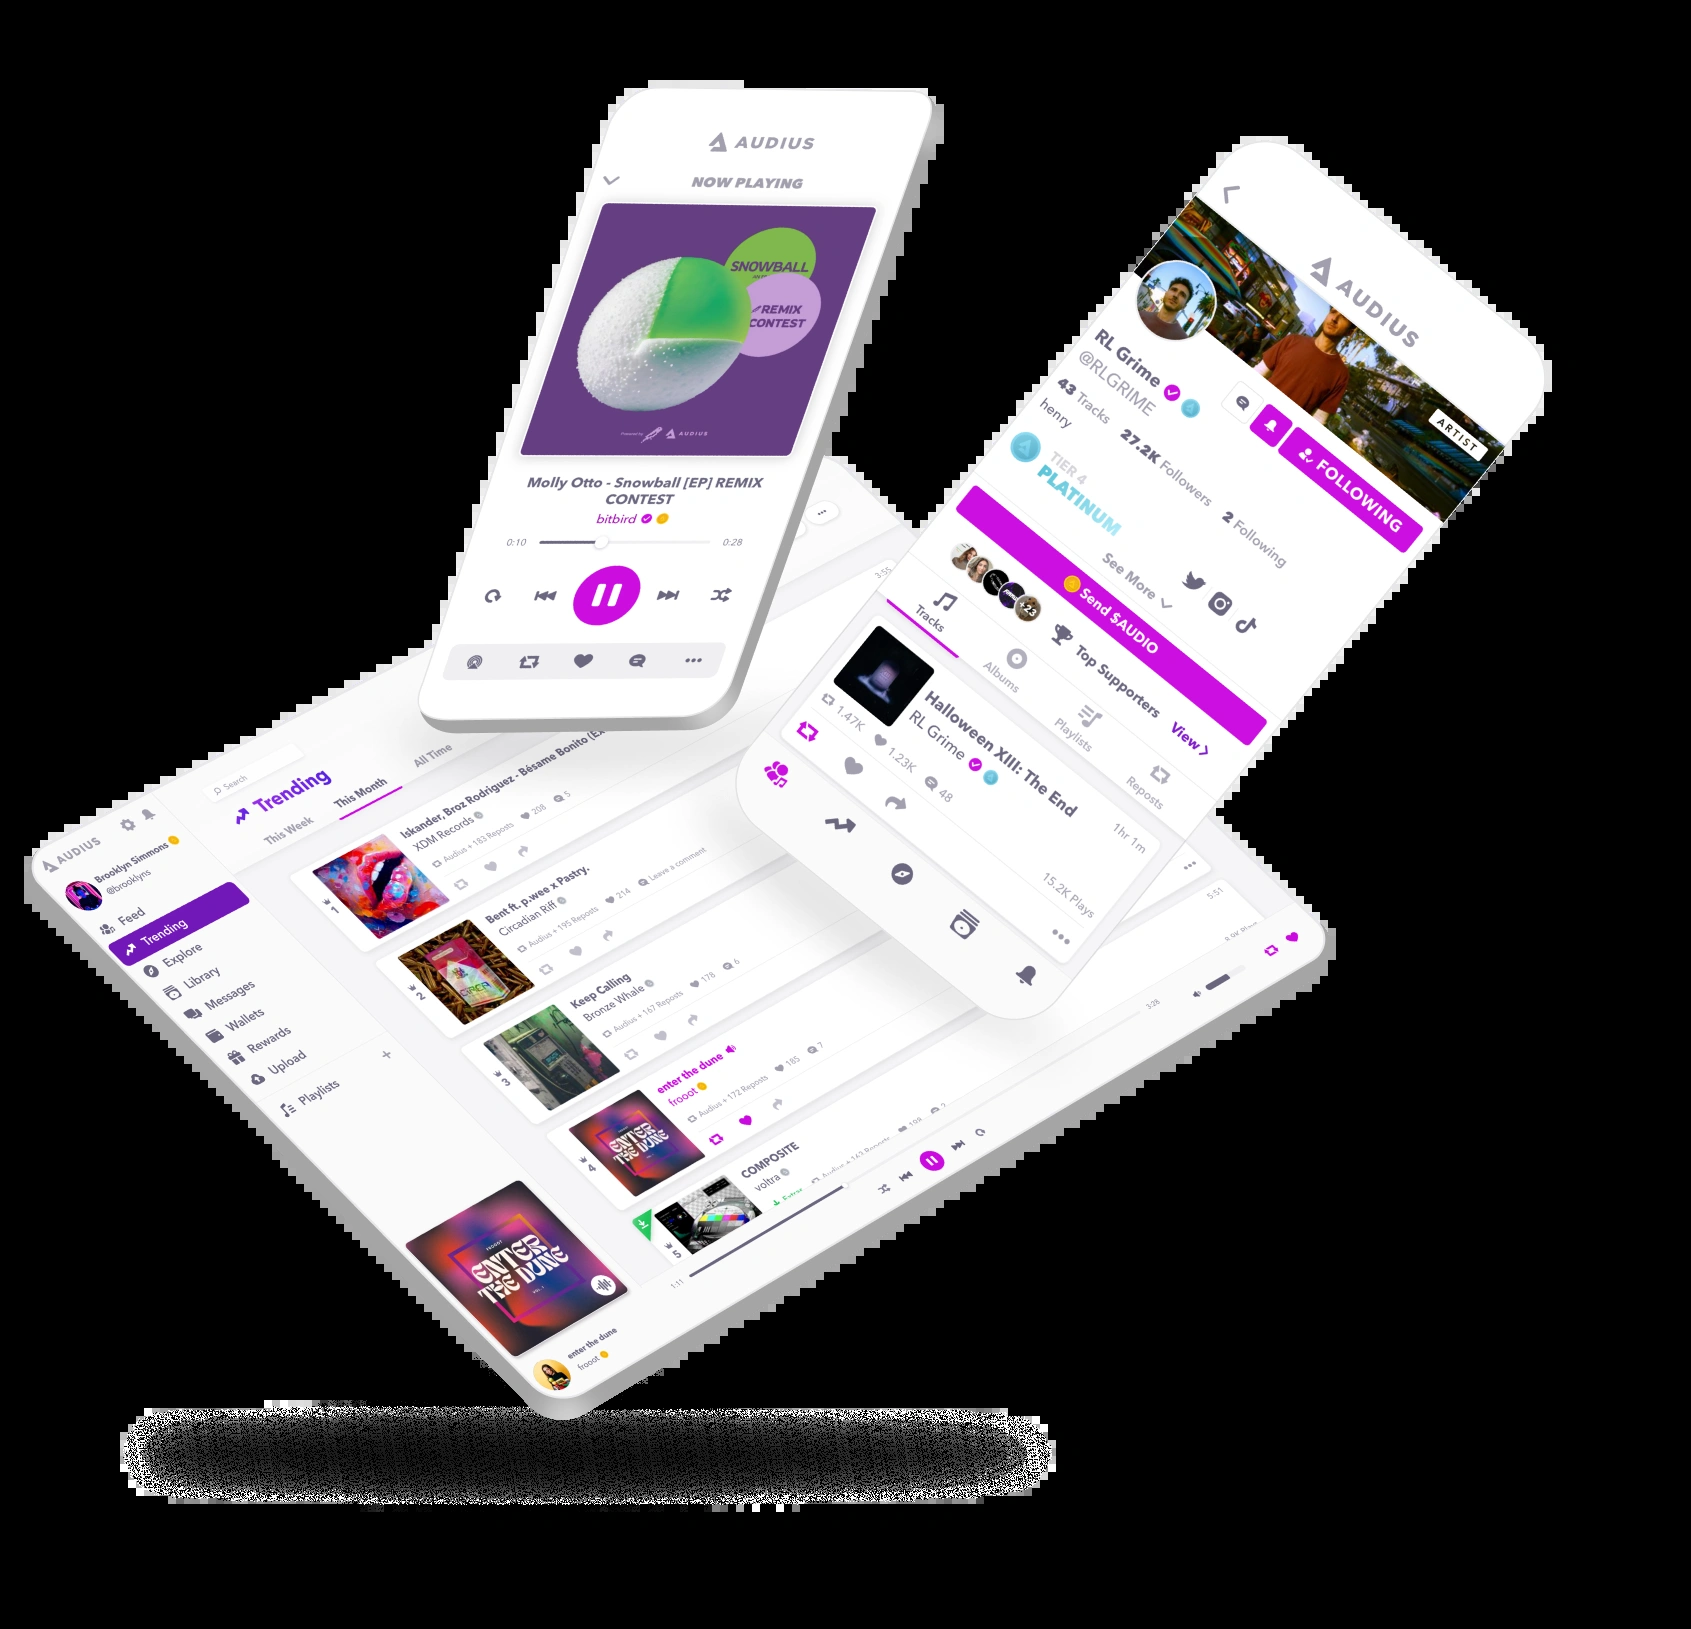 AUDIUS
NOW PLAYING
SNOWBALL
REMIX
CONTEST
AUDIUS
Molly Otto - Snowball [EP] REMIX
CONTEST
bitbird
0:10
0:28
AUDIUS
ARTIST
RL Grime
@RLGRIME
FOLLOWING
43 Tracks
27.2K Followers
2 Following
henry
TIER 4
PLATINUM
See More
Send $AUDIO
+23
Top Supporters
View
Tracks
Albums
Playlists
Reposts
Halloween XIII: The End
RL Grime
1hr 1m
1.47K
1.23K
48
15.2K Plays
AUDIUS
Brooklyn Simmons
@brooklyns
Feed
Trending
Explore
Library
Messages
Wallets
Rewards
Upload
Playlists
Search
Trending
This Week
This Month
All Time
3:55
1
Iskander, Broz Rodriguez - Bésame Bonito (Ex
XDM Records
Audius + 183 Reposts
208
5
2
Bent ft. p.wee x Pastry.
Circadian Riff
Audius + 195 Reposts
214
Leave a comment
3
Keep Calling
Bronze Whale
Audius + 167 Reposts
178
6
4
ENTER
THE DUNE
enter the dune
frooot
Audius + 172 Reposts
185
7
5
COMPOSITE
voltra
5:51
ENTER
THE DUNE
enter the dune
frooot
1:11
3:28